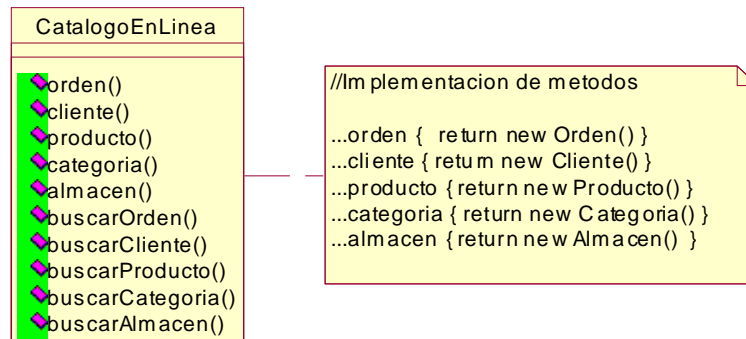 CatalogoEnLinea
orden()
cliente()
producto()
categoria()
almacen()
buscarOrden()
buscarCliente()
buscarProducto()
buscarCategoria()
buscarAlmacen()
//Implementacion de metodos
...orden { return new Orden() }
...cliente { return new Cliente() }
...producto {return new Producto() }
...categoria { return new Categoria() }
...almacen {return new Almacen() }